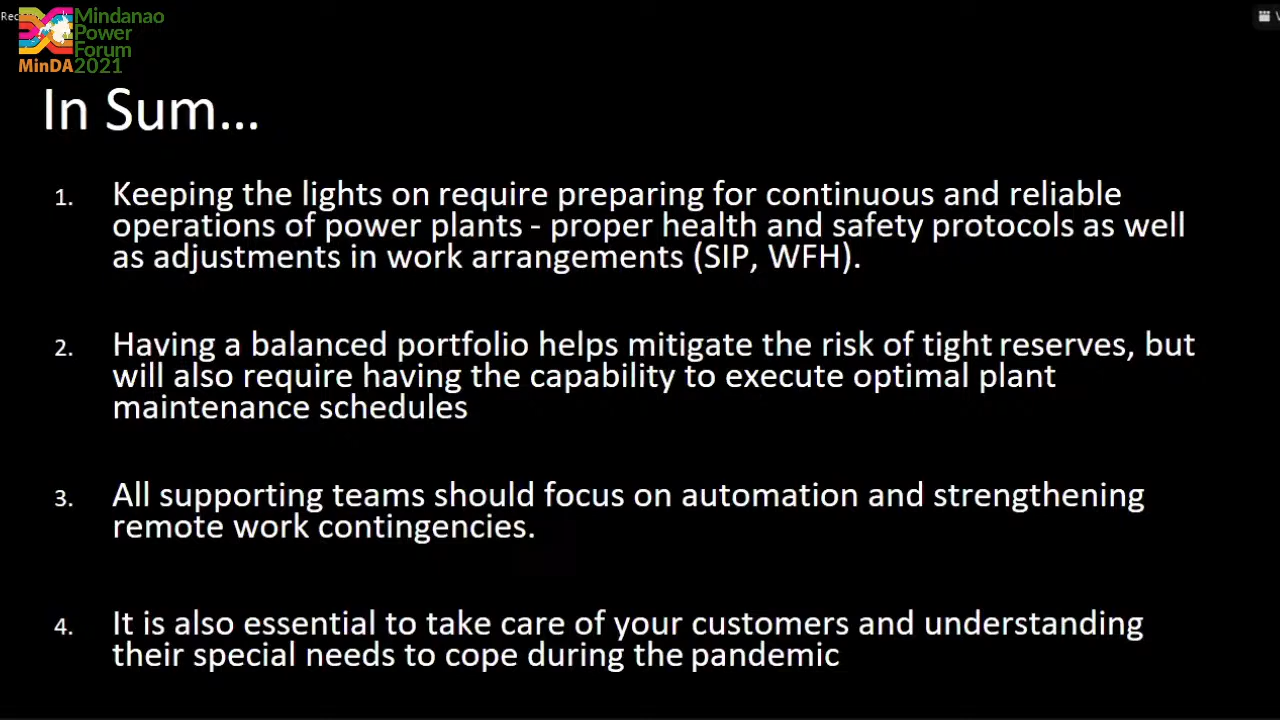 Rec
Mindanao
Power
Forum
MinDA 2021
In Sum...
1. Keeping the lights on require preparing for continuous and reliable
operations of power plants - proper health and safety protocols as well
as adjustments in work arrangements (SIP, WFH).
2. Having a balanced portfolio helps mitigate the risk of tight reserves, but
will also require having the capability to execute optimal plant
maintenance schedules
3. All supporting teams should focus on automation and strengthening
remote work contingencies.
4. It is also essential to take care of your customers and understanding
their special needs to cope during the pandemic